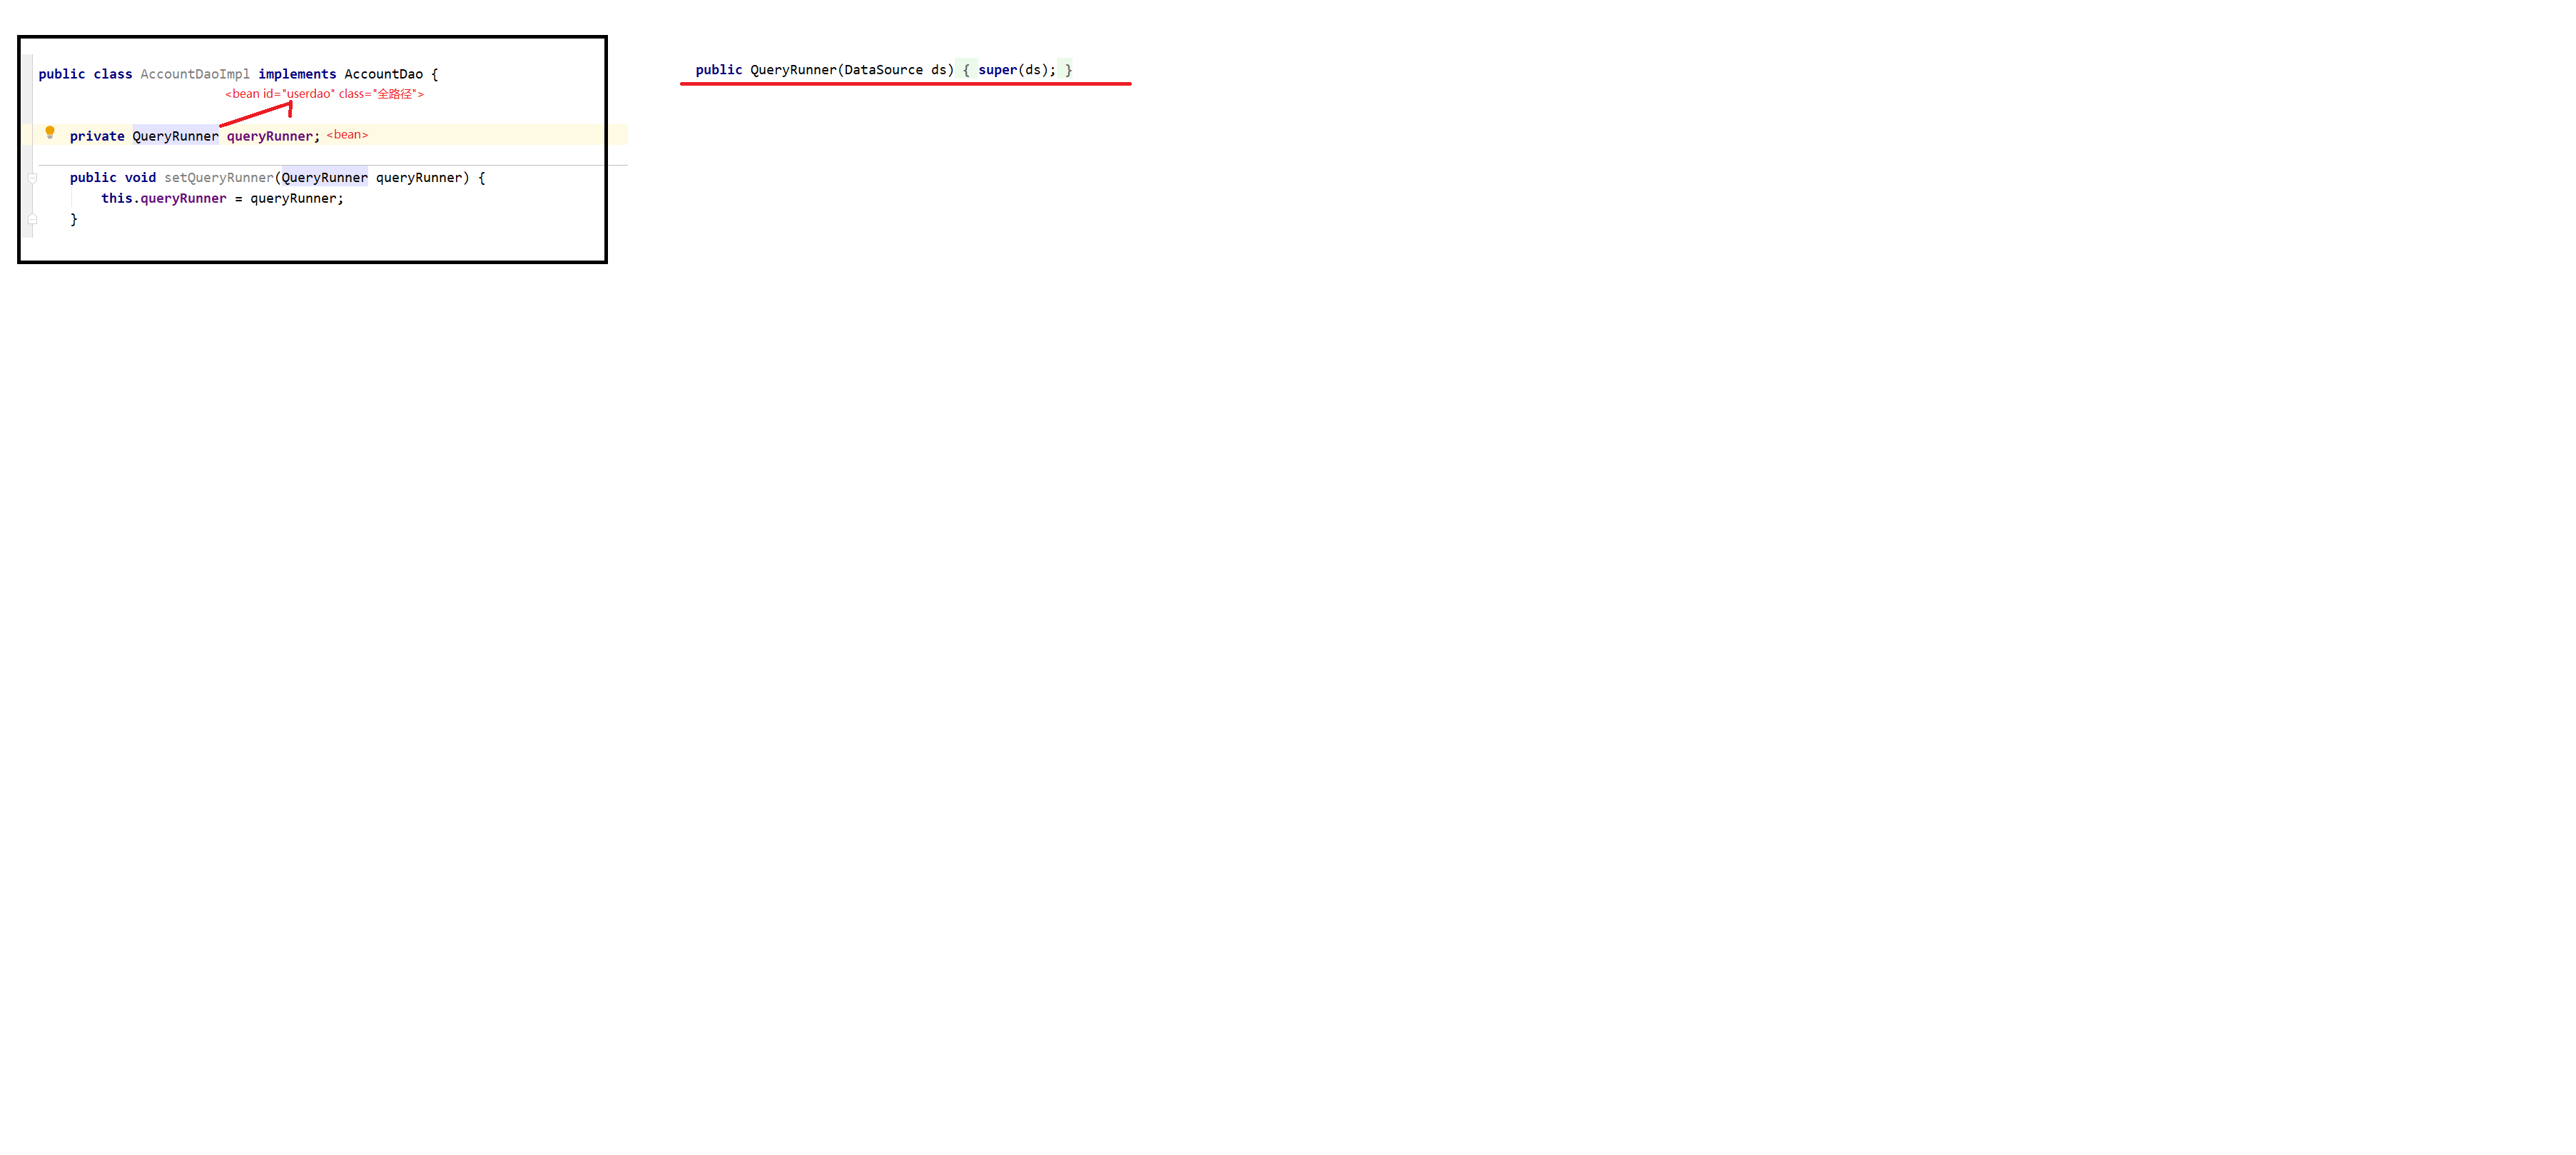 public class AccountDaoImpl implements AccountDao {
<bean id="userdao" class="全路径">
private QueryRunner queryRunner; <bean>
public void setQueryRunner(QueryRunner queryRunner) {
this.queryRunner = queryRunner;
}
public QueryRunner(DataSource ds) { super(ds); }